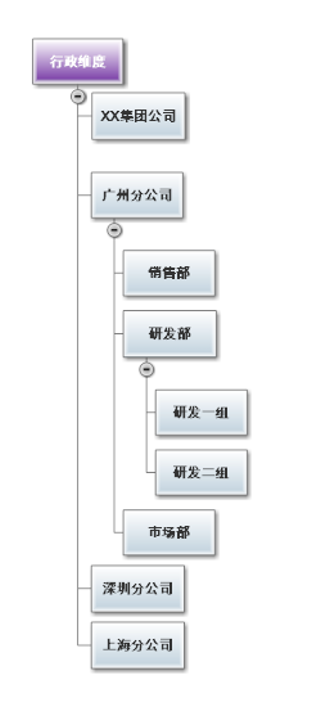 行政维度
XX集团公司
广州分公司
销售部
研发部
研发一组
研发二组
市场部
深圳分公司
上海分公司